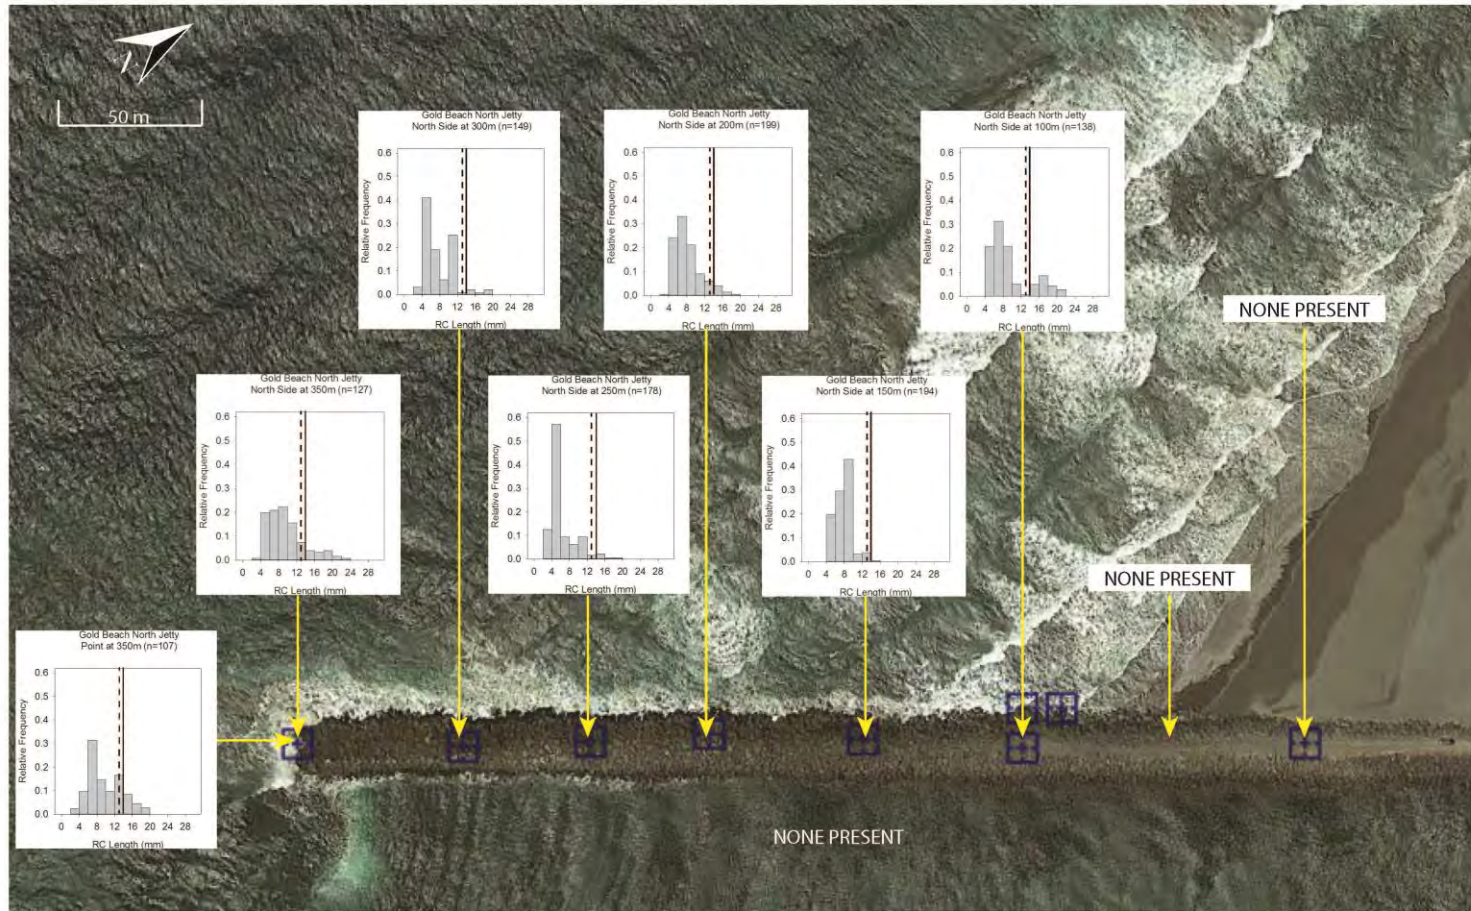 50 m
Gold Beach North Jetty
North Side at 300m (n=149)
0.6
0.5
0.4
0.3
0.2
0.1
0.0
Relative Frequency
0 4 8 12 16 20 24 28
RC Length (mm)
Gold Beach North Jetty
North Side at 200m (n=199)
0.6
0.5
0.4
0.3
0.2
0.1
0.0
Relative Frequency
0 4 8 12 16 20 24 28
RC Length (mm)
Gold Beach North Jetty
North Side at 100m (n=138)
0.6
0.5
0.4
0.3
0.2
0.1
0.0
Relative Frequency
0 4 8 12 16 20 24 28
RC Length (mm)
NONE PRESENT
Gold Beach North Jetty
North Side at 350m (n=127)
0.6
0.5
0.4
0.3
0.2
0.1
0.0
Relative Frequency
0 4 8 12 16 20 24 28
RC Length (mm)
Gold Beach North Jetty
North Side at 250m (n=178)
0.6
0.5
0.4
0.3
0.2
0.1
0.0
Relative Frequency
0 4 8 12 16 20 24 28
RC Length (mm)
Gold Beach North Jetty
North Side at 150m (n=194)
0.6
0.5
0.4
0.3
0.2
0.1
0.0
Relative Frequency
0 4 8 12 16 20 24 28
RC Length (mm)
NONE PRESENT
Gold Beach North Jetty
Point at 350m (n=107)
0.6
0.5
0.4
0.3
0.2
0.1
0.0
Relative Frequency
0 4 8 12 16 20 24 28
RC Length (mm)
NONE PRESENT